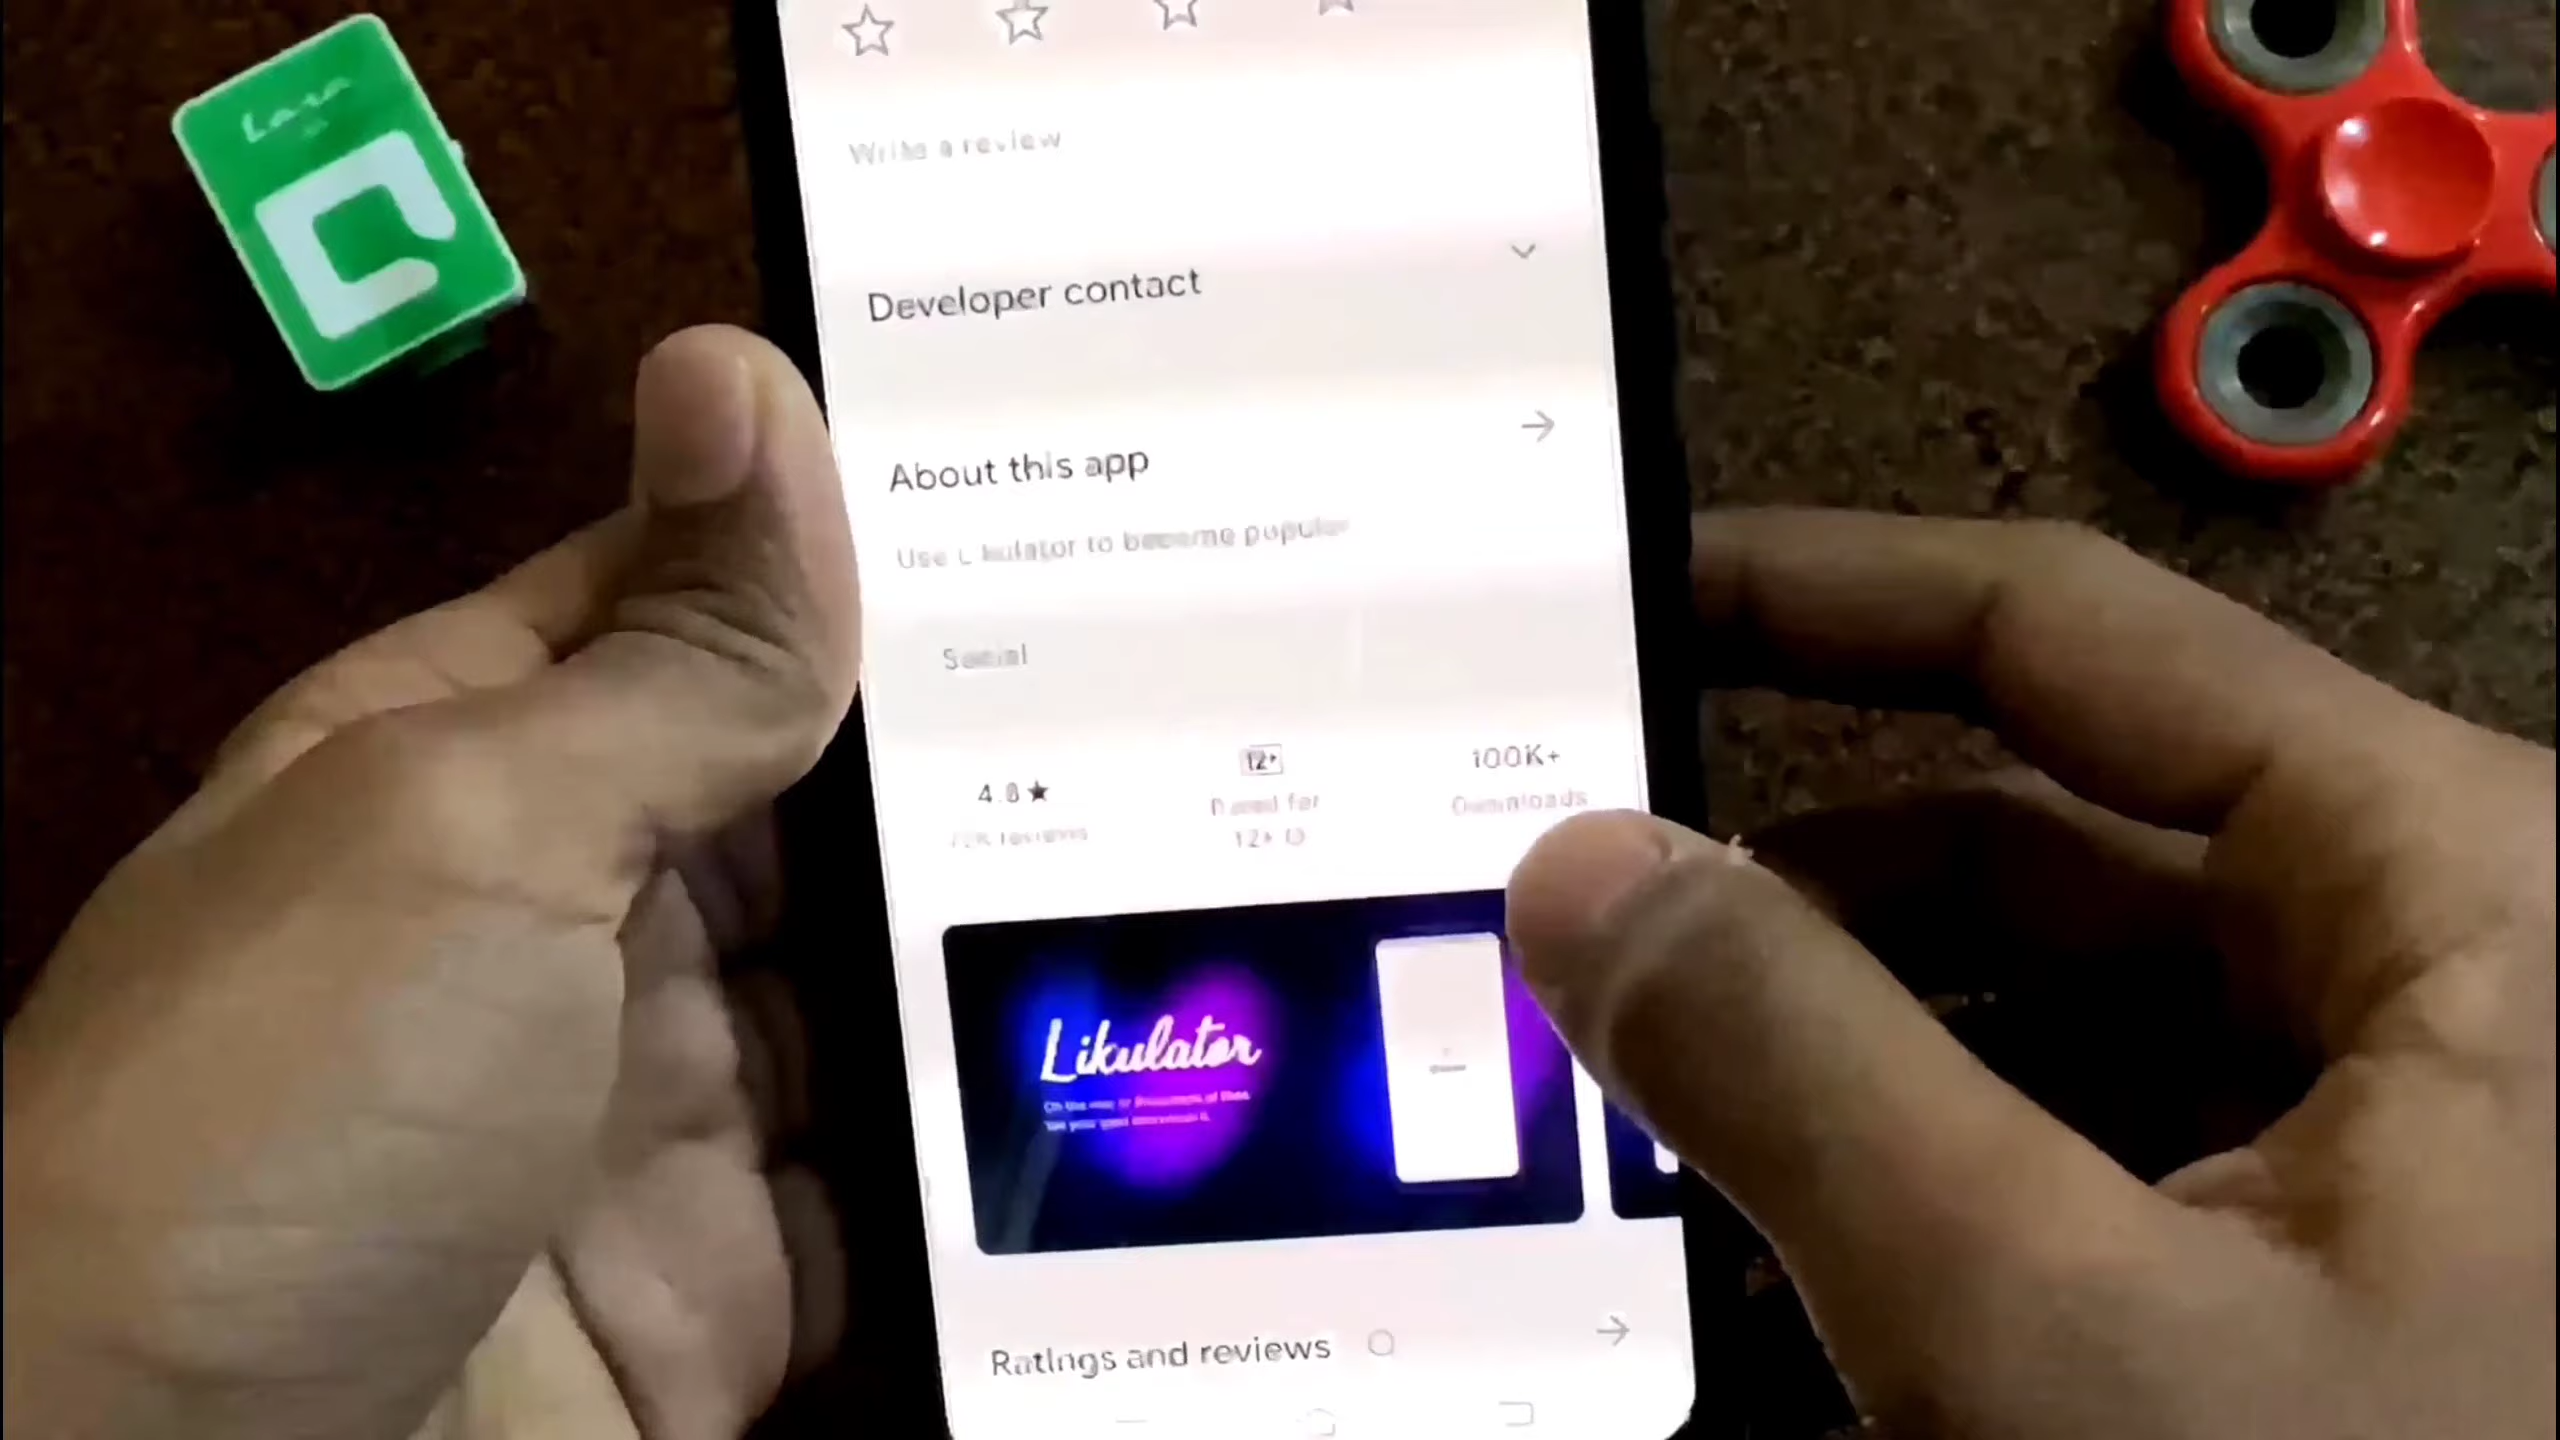 Write a review
Developer contact
About this app
Use Likulator to become popular
Social
4.8★
12+
100K+
reviews
Rated for
Downloads
12+
Likulator
Ratings and reviews